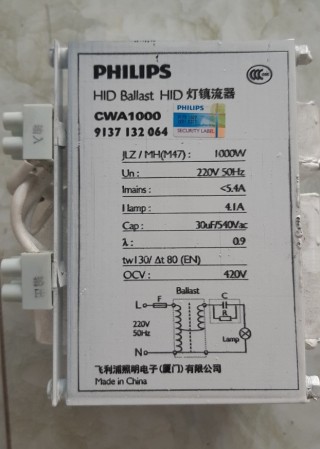 PHILIPS
HID Ballast HID 灯镇流器
CWA1000
9137 132 064
PHILIPS
SECURITY LABEL
JLZ / MH(M47) : 1000W
Un : 220V 50Hz
Imains : <5.4A
I lamp : 4.1A
Cap : 30uF/540Vac
λ : 0.9
tw130/ Δt 80 (EN)
OCV : 420V
Ballast
L F C
R
220V
50Hz
Lamp
N
飞利浦照明电子(厦门)有限公司
Made in China